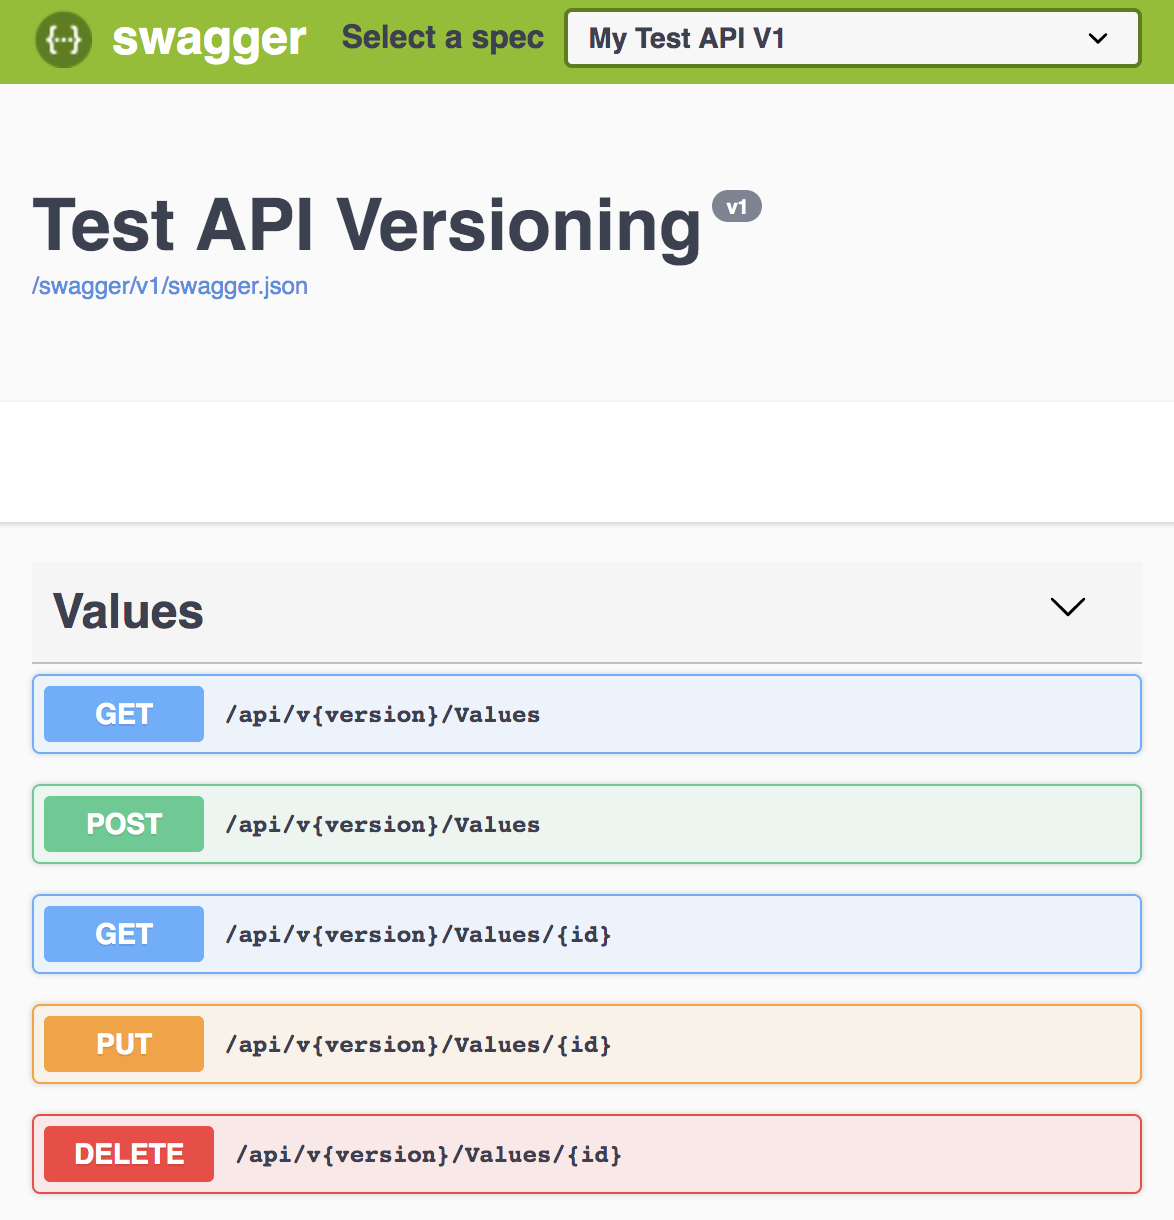 {···} swagger Select a spec My Test API V1
Test API Versioning v1
/swagger/v1/swagger.json
Values
GET /api/v{version}/Values
POST /api/v{version}/Values
GET /api/v{version}/Values/{id}
PUT /api/v{version}/Values/{id}
DELETE /api/v{version}/Values/{id}